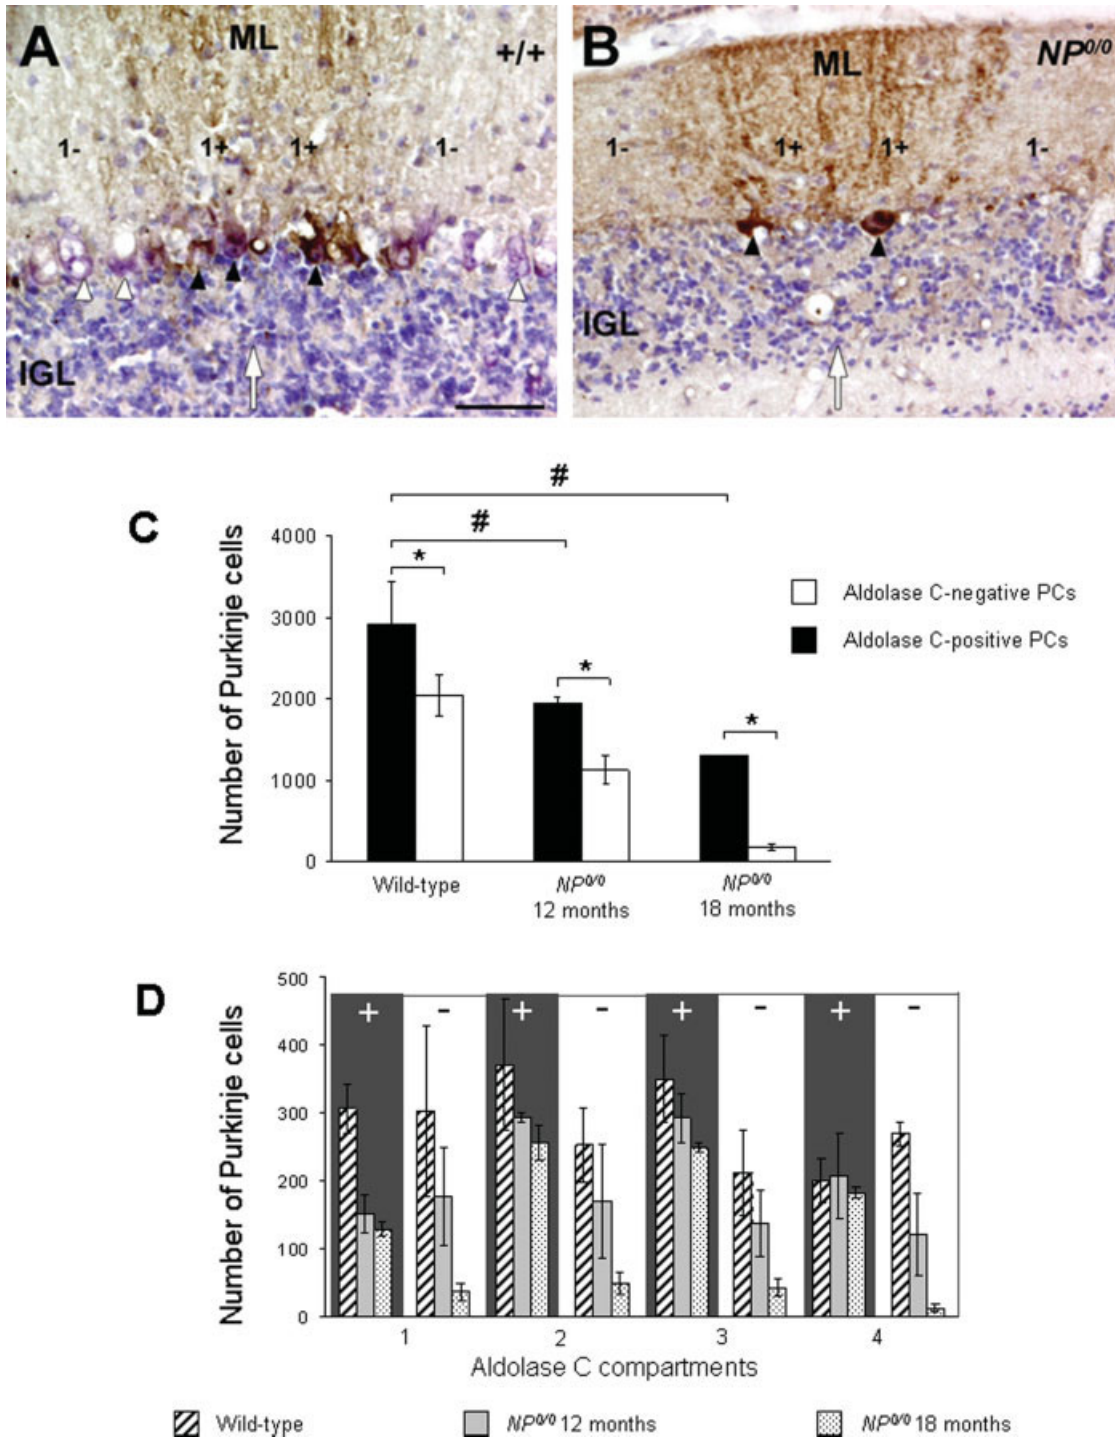 A
ML
+/+
1-
1+
1+
1-
IGL
B
ML
NP0/0
1-
1+
1+
1-
IGL
C
Number of Purkinje cells
4000
3000
2000
1000
0
#
#
*
*
*
Aldolase C-negative PCs
Aldolase C-positive PCs
Wild-type
NP0/0
12 months
NP0/0
18 months
D
Number of Purkinje cells
500
400
300
200
100
0
+
-
+
-
+
-
+
-
1
2
3
4
Aldolase C compartments
Wild-type
NP0/0 12 months
NP0/0 18 months